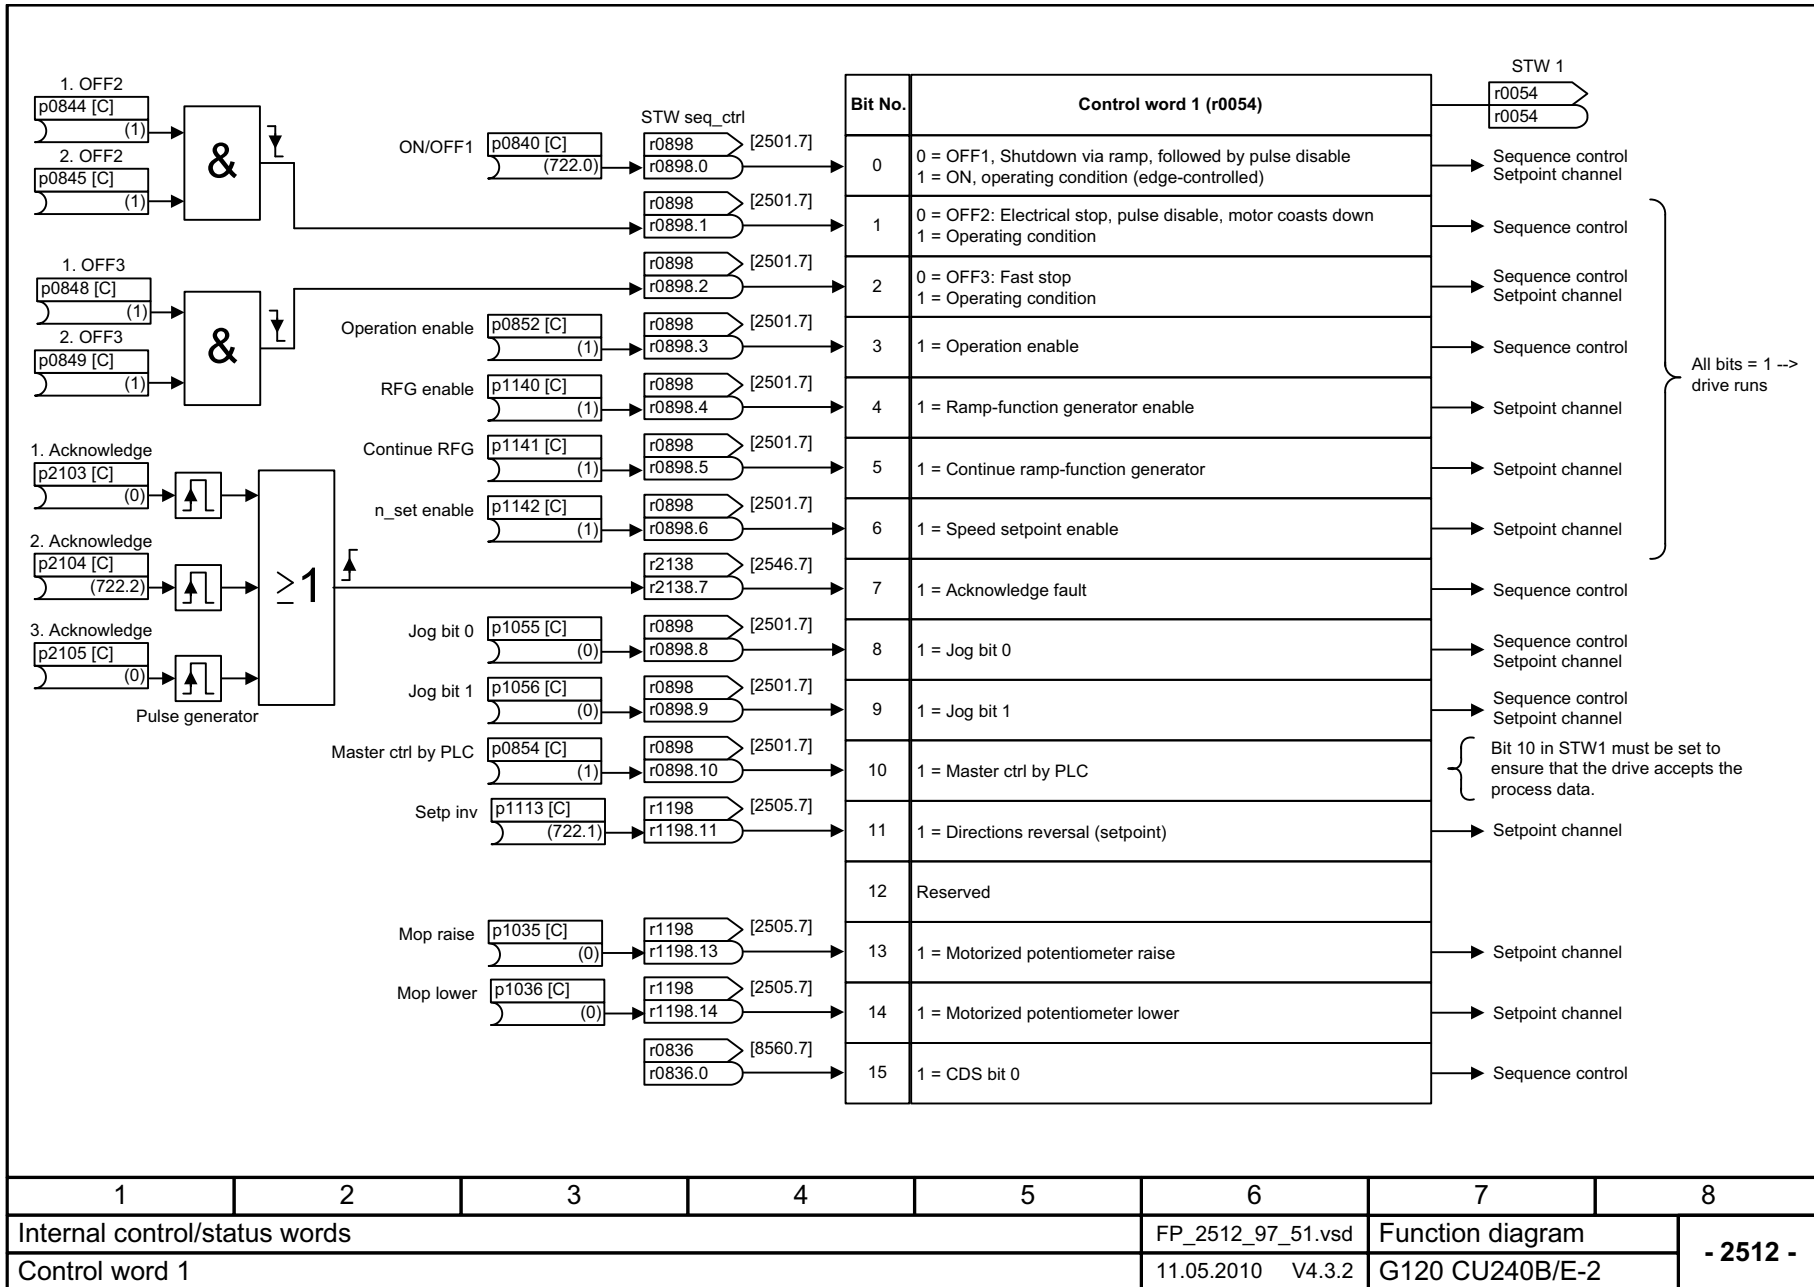 1. OFF2
p0844 [C]
(1)
2. OFF2
p0845 [C]
(1)
&
1. OFF3
p0848 [C]
(1)
2. OFF3
p0849 [C]
(1)
&
1. Acknowledge
p2103 [C]
(0)
2. Acknowledge
p2104 [C]
(722.2)
3. Acknowledge
p2105 [C]
(0)
Pulse generator
≥1
STW seq_ctrl
ON/OFF1
p0840 [C]
(722.0)
r0898
r0898.0
[2501.7]
r0898
r0898.1
[2501.7]
r0898
r0898.2
[2501.7]
Operation enable
p0852 [C]
(1)
r0898
r0898.3
[2501.7]
RFG enable
p1140 [C]
(1)
r0898
r0898.4
[2501.7]
Continue RFG
p1141 [C]
(1)
r0898
r0898.5
[2501.7]
n_set enable
p1142 [C]
(1)
r0898
r0898.6
[2501.7]
r2138
r2138.7
[2546.7]
Jog bit 0
p1055 [C]
(0)
r0898
r0898.8
[2501.7]
Jog bit 1
p1056 [C]
(0)
r0898
r0898.9
[2501.7]
Master ctrl by PLC
p0854 [C]
(1)
r0898
r0898.10
[2501.7]
Setp inv
p1113 [C]
(722.1)
r1198
r1198.11
[2505.7]
Mop raise
p1035 [C]
(0)
r1198
r1198.13
[2505.7]
Mop lower
p1036 [C]
(0)
r1198
r1198.14
[2505.7]
r0836
r0836.0
[8560.7]
Bit No. Control word 1 (r0054)
0
0 = OFF1, Shutdown via ramp, followed by pulse disable
1 = ON, operating condition (edge-controlled)
1
0 = OFF2: Electrical stop, pulse disable, motor coasts down
1 = Operating condition
2
0 = OFF3: Fast stop
1 = Operating condition
3 1 = Operation enable
4 1 = Ramp-function generator enable
5 1 = Continue ramp-function generator
6 1 = Speed setpoint enable
7 1 = Acknowledge fault
8 1 = Jog bit 0
9 1 = Jog bit 1
10 1 = Master ctrl by PLC
11 1 = Directions reversal (setpoint)
12 Reserved
13 1 = Motorized potentiometer raise
14 1 = Motorized potentiometer lower
15 1 = CDS bit 0
STW 1
r0054
r0054
Sequence control
Setpoint channel
Sequence control
Sequence control
Setpoint channel
Sequence control
Setpoint channel
Setpoint channel
Setpoint channel
Sequence control
Sequence control
Setpoint channel
Sequence control
Setpoint channel
Bit 10 in STW1 must be set to
ensure that the drive accepts the
process data.
Setpoint channel
Setpoint channel
Setpoint channel
Sequence control
All bits = 1 -->
drive runs
1 2 3 4 5 6 7 8
Internal control/status words FP_2512_97_51.vsd Function diagram
- 2512 -
Control word 1 11.05.2010 V4.3.2 G120 CU240B/E-2